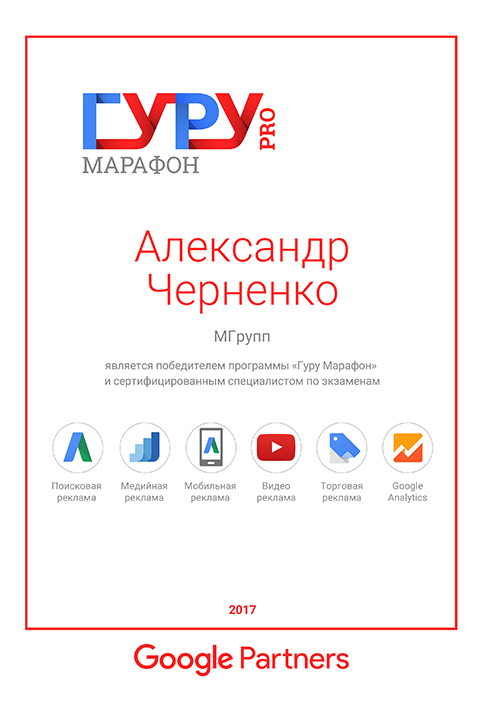 ГУРУ PRO
МАРАФОН
Александр
Черненко
МГрупп
является победителем программы «Гуру Марафон»
и сертифицированным специалистом по экзаменам
Поисковая реклама
Медийная реклама
Мобильная реклама
Видео реклама
Торговая реклама
Google Analytics
2017
Google Partners